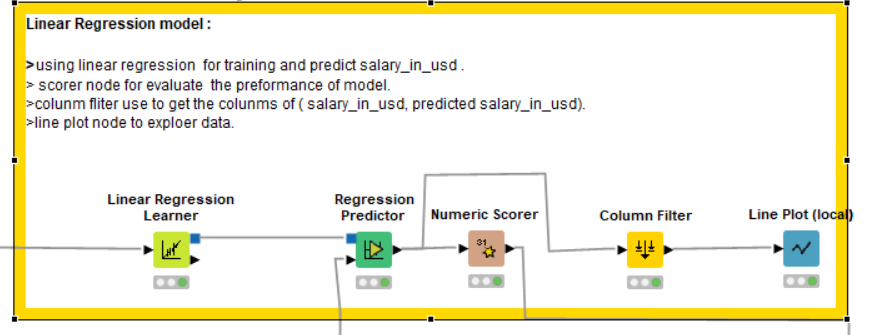 Linear Regression model :
>using linear regression  for training and predict salary_in_usd .
> scorer node for evaluate  the preformance of model.
>colunm fliter use to get the colunms of ( salary_in_usd, predicted salary_in_usd).
>line plot node to exploer data.
Linear Regression
Learner
Regression
Predictor
Numeric Scorer
Column Filter
Line Plot (local)
31